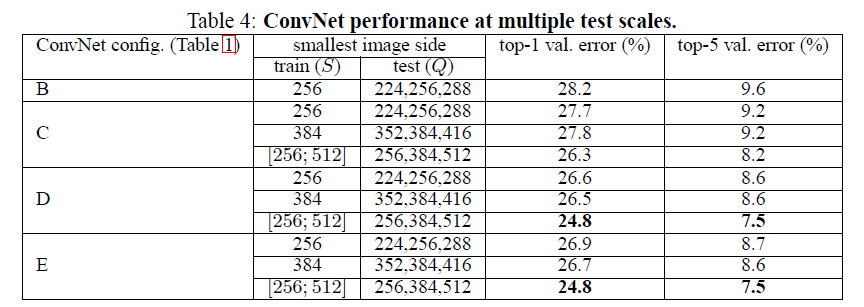 Table 4: ConvNet performance at multiple test scales.
ConvNet config. (Table 1) smallest image side top-1 val. error (%) top-5 val. error (%)
train (S) test (Q)
B 256 224,256,288 28.2 9.6
256 224,256,288 27.7 9.2
C 384 352,384,416 27.8 9.2
[256; 512] 256,384,512 26.3 8.2
256 224,256,288 26.6 8.6
D 384 352,384,416 26.5 8.6
[256; 512] 256,384,512 24.8 7.5
256 224,256,288 26.9 8.7
E 384 352,384,416 26.7 8.6
[256; 512] 256,384,512 24.8 7.5